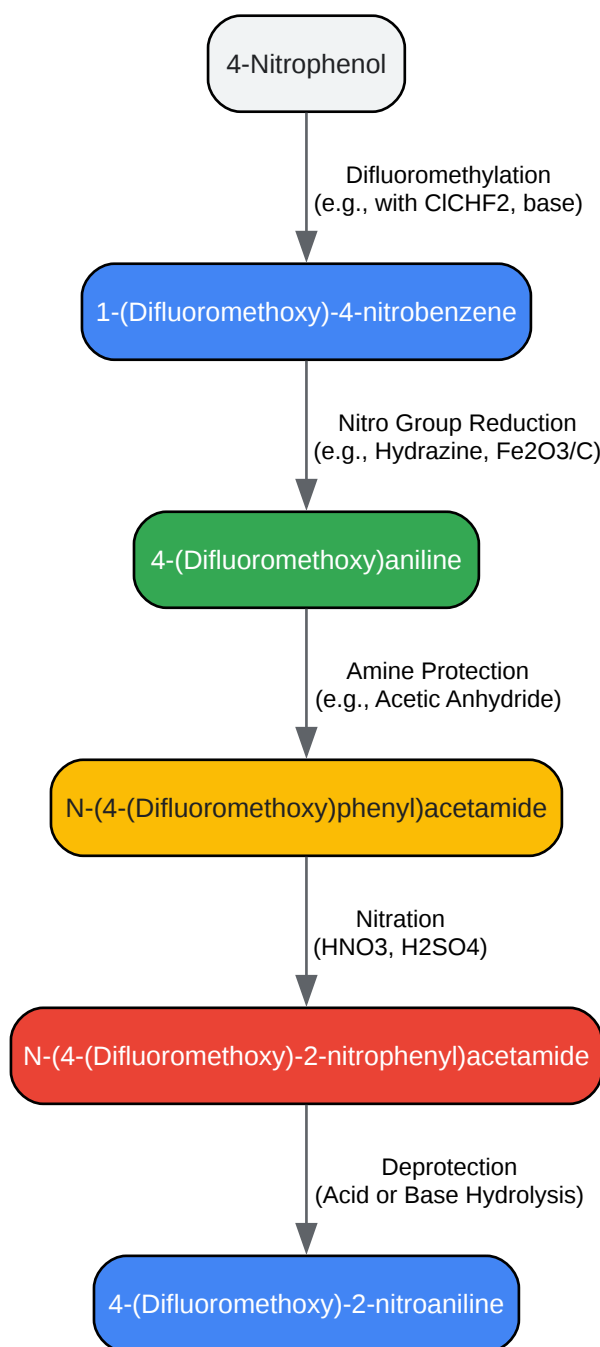 4-Nitrophenol
Difluoromethylation
(e.g., with ClCHF2, base)
1-(Difluoromethoxy)-4-nitrobenzene
Nitro Group Reduction
(e.g., Hydrazine, Fe2O3/C)
4-(Difluoromethoxy)aniline
Amine Protection
(e.g., Acetic Anhydride)
N-(4-(Difluoromethoxy)phenyl)acetamide
Nitration
(HNO3, H2SO4)
N-(4-(Difluoromethoxy)-2-nitrophenyl)acetamide
Deprotection
(Acid or Base Hydrolysis)
4-(Difluoromethoxy)-2-nitroaniline